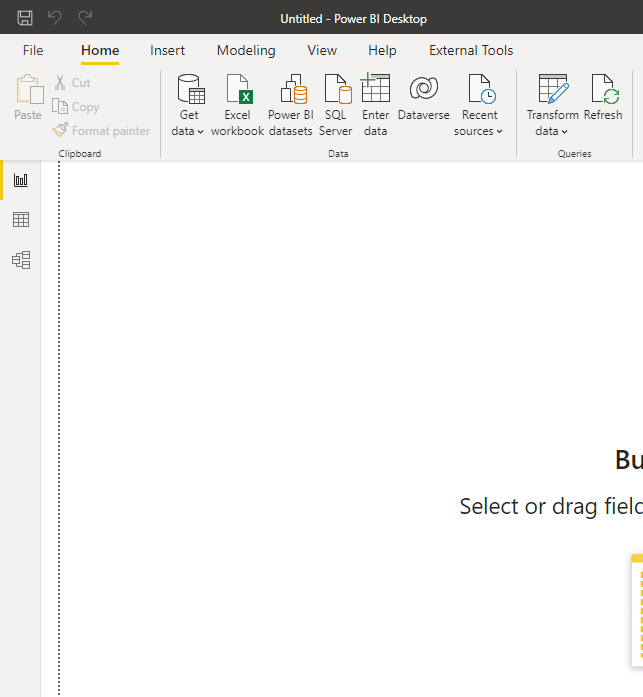 Untitled - Power BI Desktop
File Home Insert Modeling View Help External Tools
Paste
Cut
Copy
Format painter
Clipboard
Get data
Excel workbook
Power BI datasets
SQL Server
Enter data
Dataverse
Recent sources
Data
Transform data
Refresh
Queries
Bu
Select or drag field